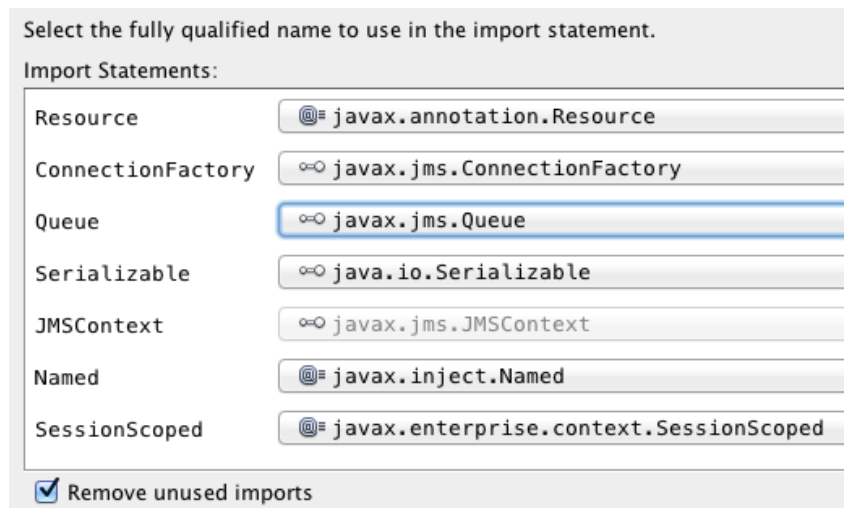 Select the fully qualified name to use in the import statement.
Import Statements:
Resource javax.annotation.Resource
ConnectionFactory javax.jms.ConnectionFactory
Queue javax.jms.Queue
Serializable java.io.Serializable
JMSContext javax.jms.JMSContext
Named javax.inject.Named
SessionScoped javax.enterprise.context.SessionScoped
Remove unused imports